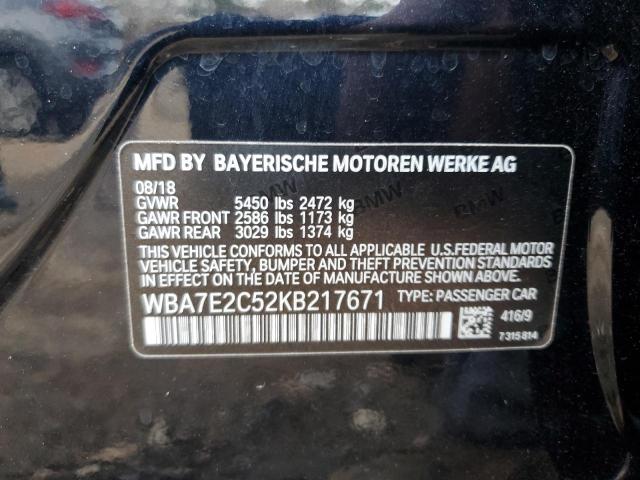 MFD BY BAYERISCHE MOTOREN WERKE AG
08/18
GVWR 5450 lbs 2472 kg
GAWR FRONT 2586 lbs 1173 kg
GAWR REAR 3029 lbs 1374 kg
THIS VEHICLE CONFORMS TO ALL APPLICABLE U.S.FEDERAL MOTOR
VEHICLE SAFETY, BUMPER AND THEFT PREVENTION STANDARDS
IN EFFECT ON THE DATE OF MANUFACTURE SHOWN ABOVE.
WBA7E2C52KB217671 TYPE: PASSENGER CAR
416/9
7315814